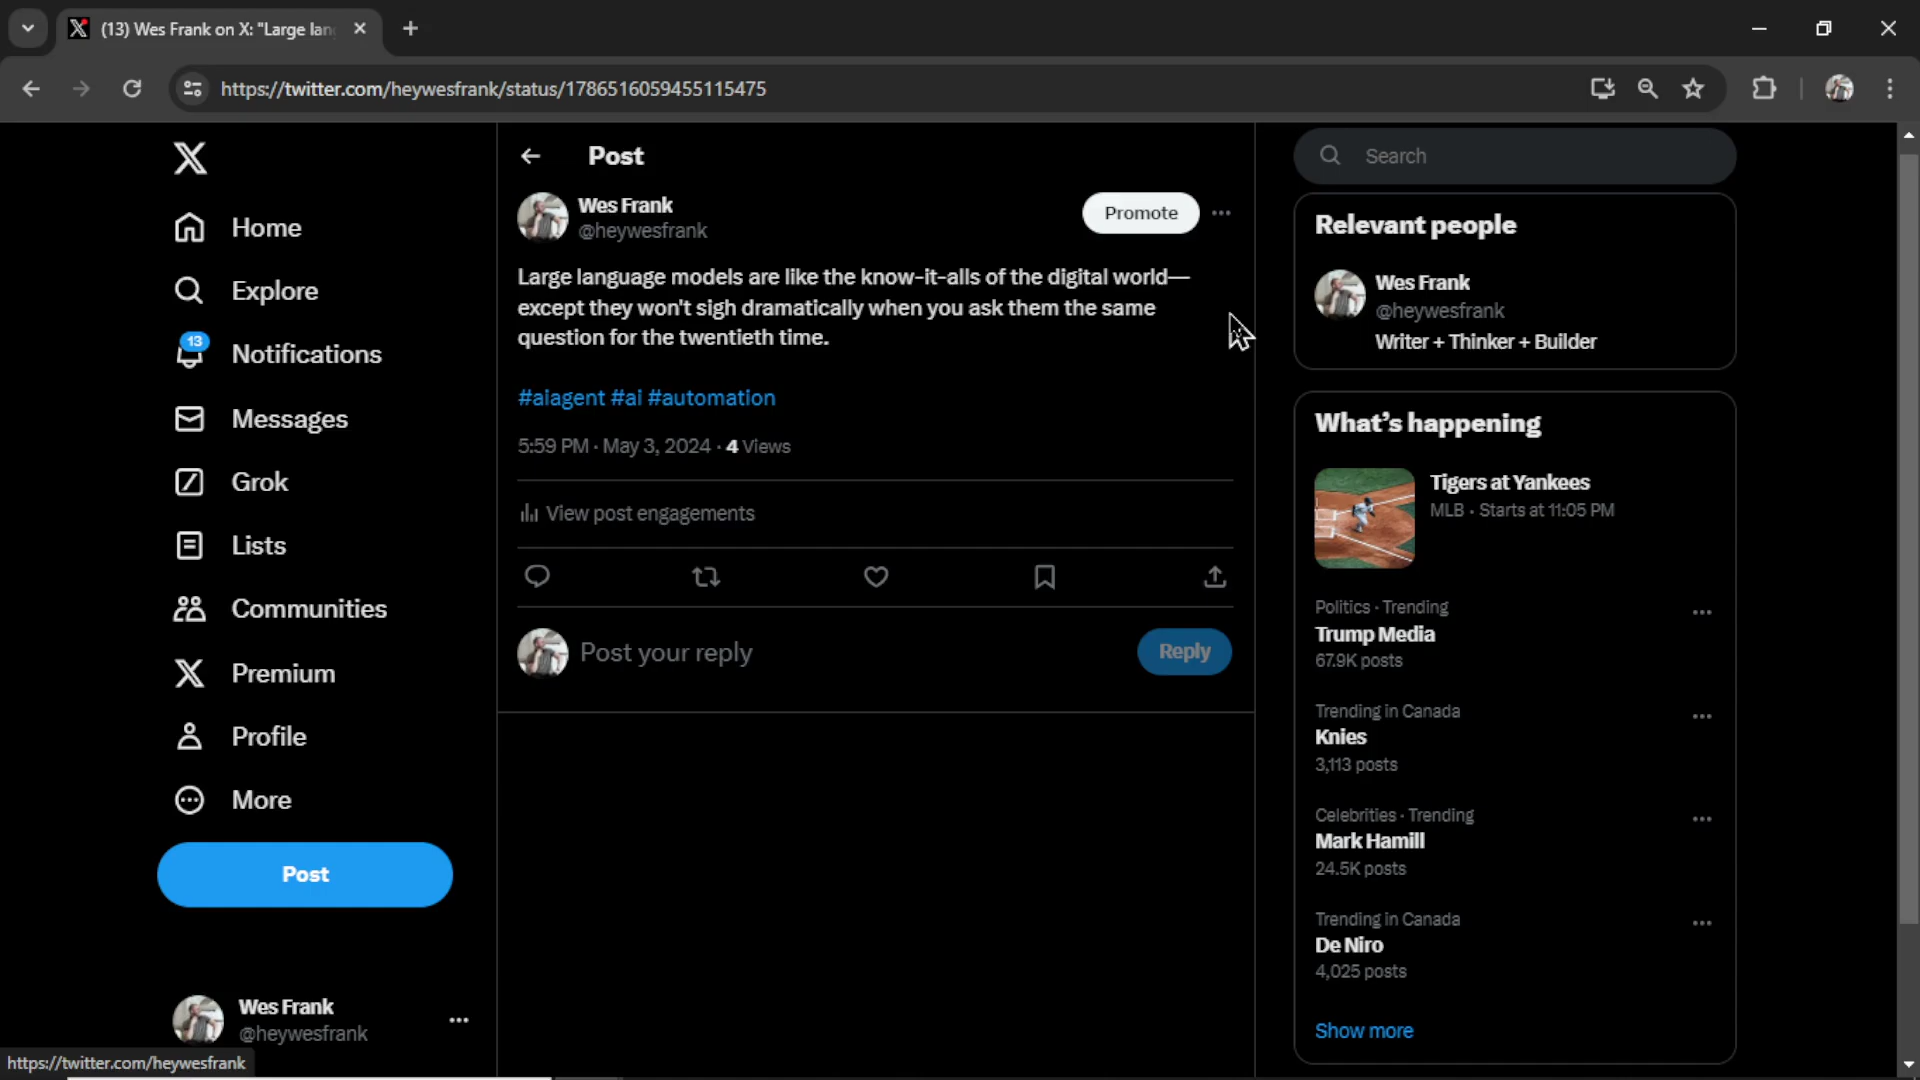 (13) Wes Frank on X: "Large lan
https://twitter.com/heywesfrank/status/1786516059455115475
Home
Explore
13
Notifications
Messages
Grok
Lists
Communities
Premium
Profile
More
Post
Wes Frank
@heywesfrank
https://twitter.com/heywesfrank
Post
Wes Frank
@heywesfrank
Promote
Large language models are like the know-it-alls of the digital world—
except they won't sigh dramatically when you ask them the same
question for the twentieth time.
#aiagent #ai #automation
5:59 PM · May 3, 2024 · 4 Views
View post engagements
Post your reply
Reply
Search
Relevant people
Wes Frank
@heywesfrank
Writer + Thinker + Builder
What's happening
Tigers at Yankees
MLB · Starts at 11:05 PM
Politics · Trending
Trump Media
67.9K posts
Trending in Canada
Knies
3,113 posts
Celebrities · Trending
Mark Hamill
24.5K posts
Trending in Canada
De Niro
4,025 posts
Show more